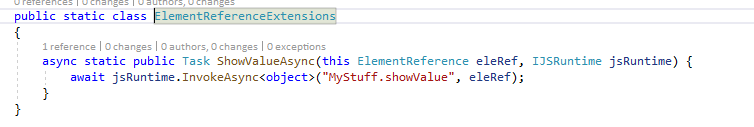 0 references | 0 changes | 0 authors, 0 changes
public static class ElementReferenceExtensions
{
1 reference | 0 changes | 0 authors, 0 changes | 0 exceptions
async static public Task ShowValueAsync(this ElementReference eleRef, IJSRuntime jsRuntime) {
await jsRuntime.InvokeAsync<object>("MyStuff.showValue", eleRef);
}
}